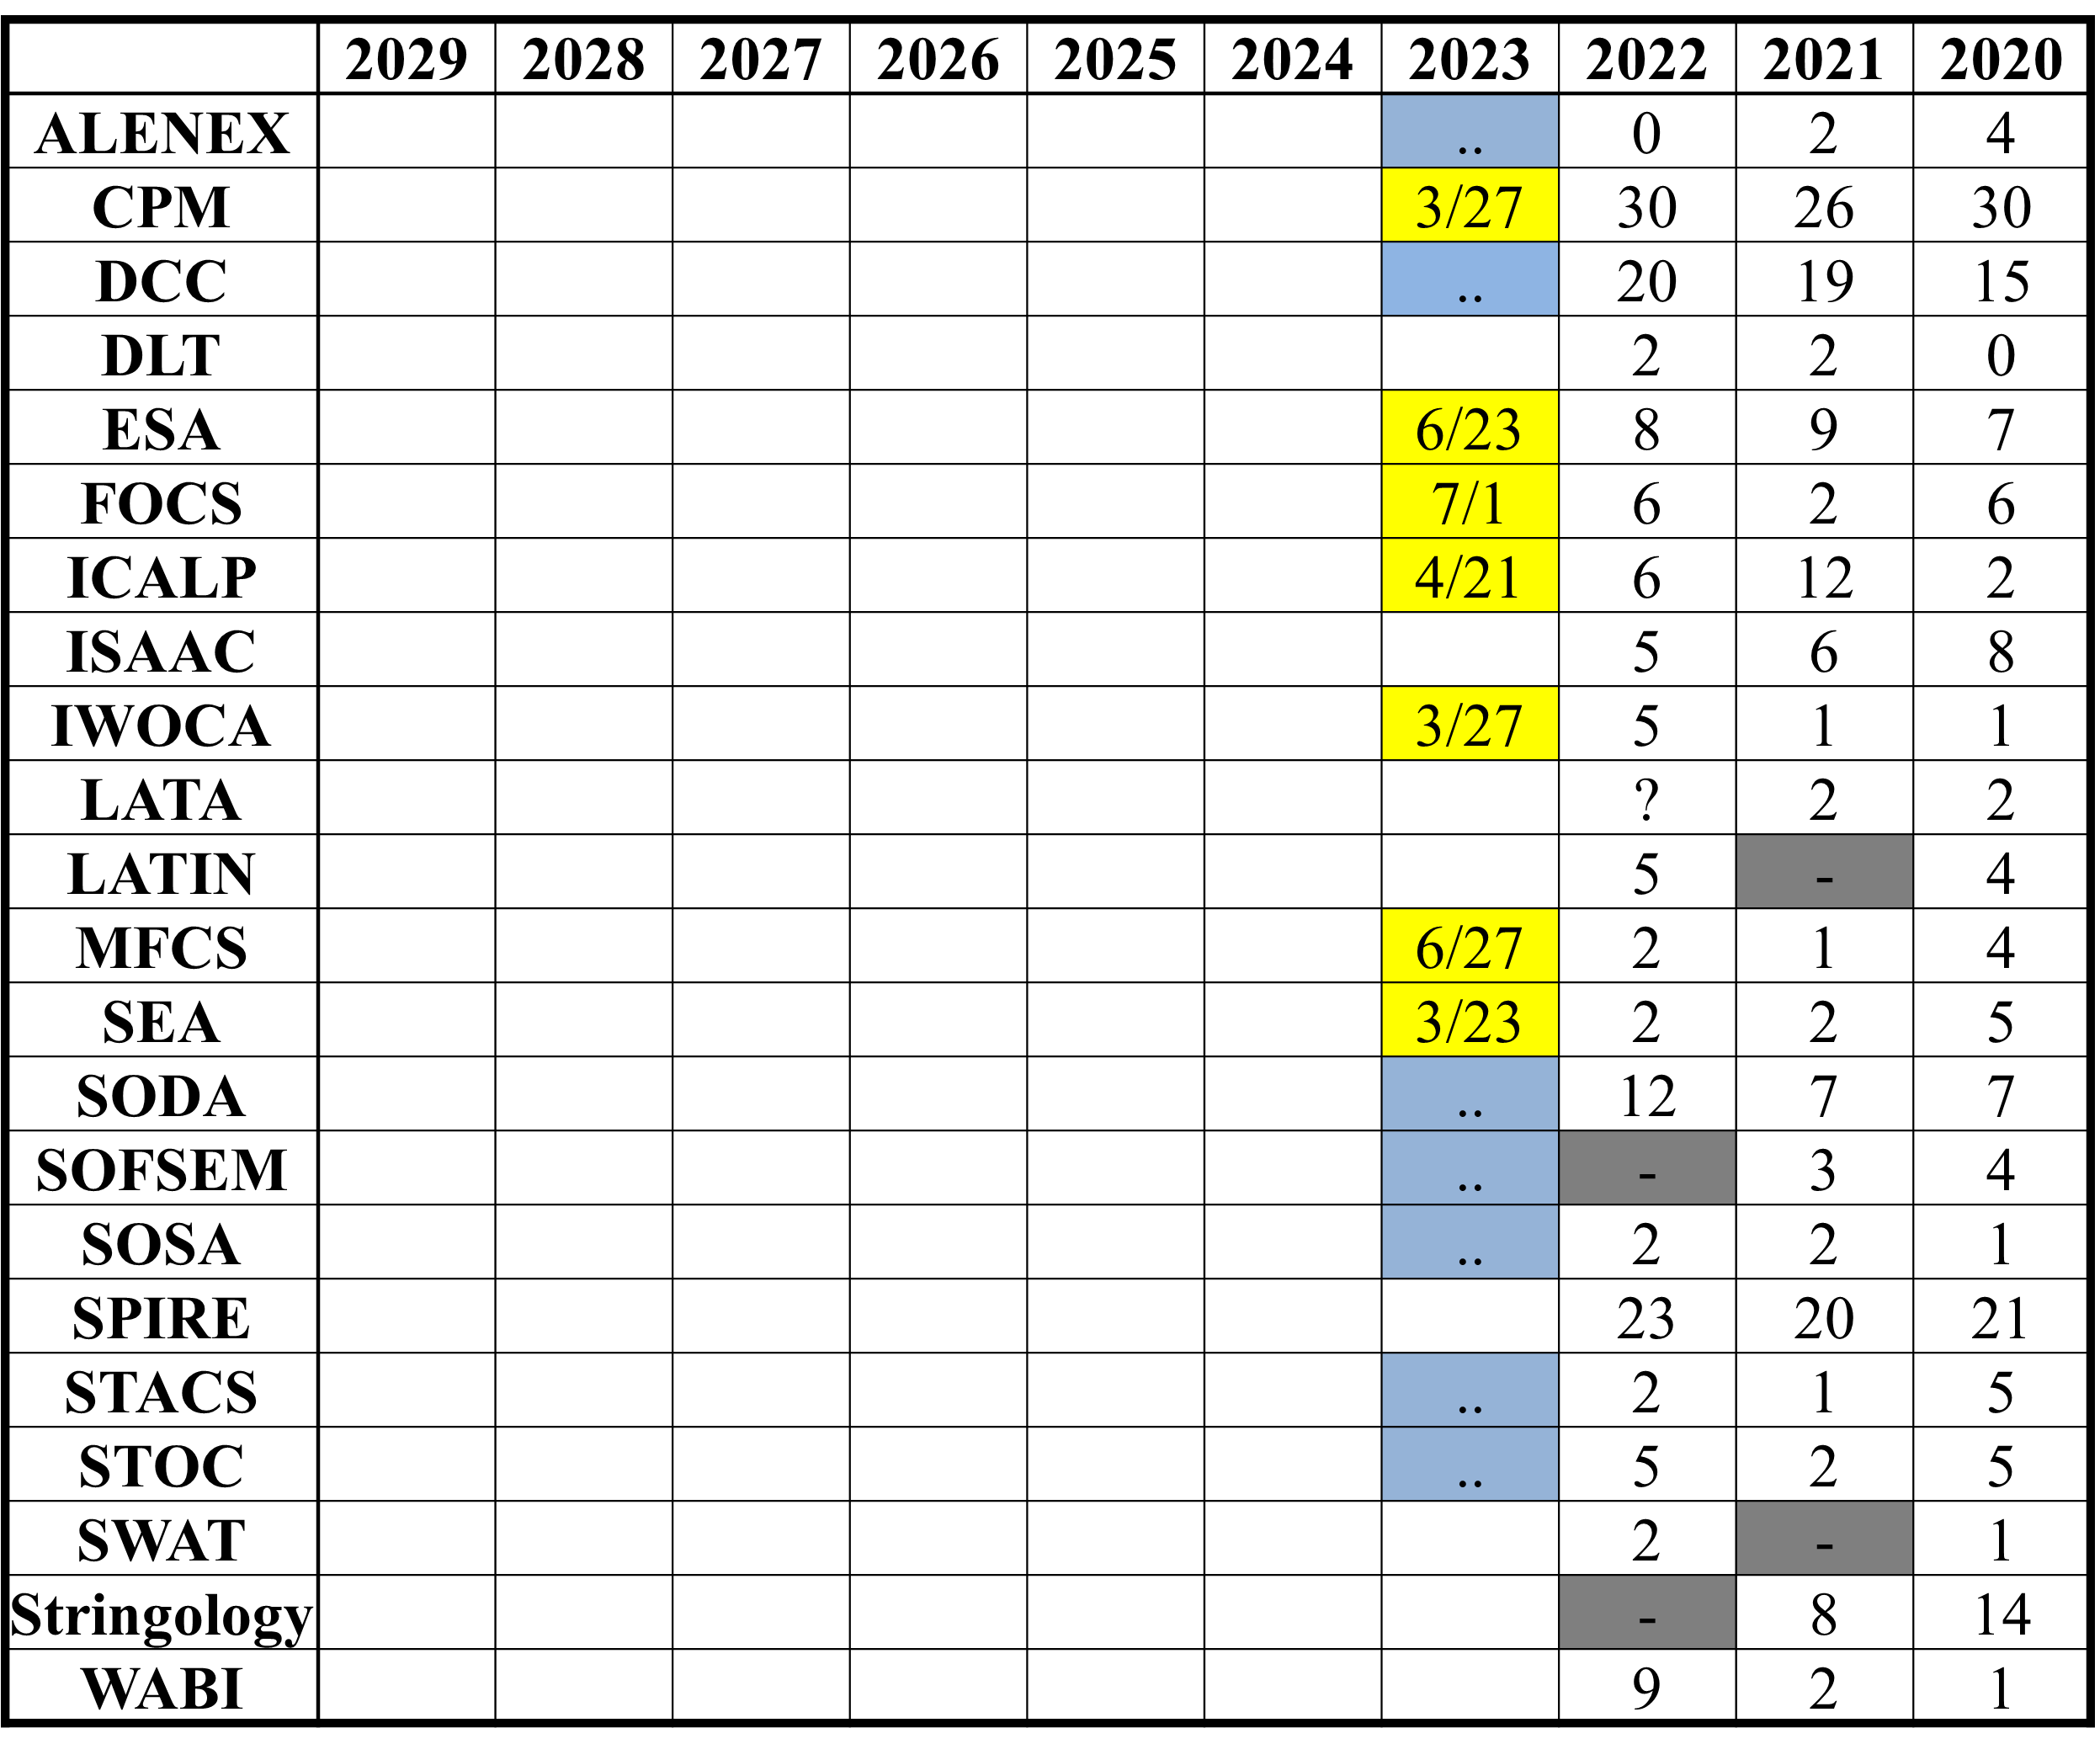 2029 2028 2027 2026 2025 2024 2023 2022 2021 2020
ALENEX .. 0 2 4
CPM 3/27 30 26 30
DCC .. 20 19 15
DLT 2 2 0
ESA 6/23 8 9 7
FOCS 7/1 6 2 6
ICALP 4/21 6 12 2
ISAAC 5 6 8
IWOCA 3/27 5 1 1
LATA ? 2 2
LATIN 5 - 4
MFCS 6/27 2 1 4
SEA 3/23 2 2 5
SODA .. 12 7 7
SOFSEM .. - 3 4
SOSA .. 2 2 1
SPIRE 23 20 21
STACS .. 2 1 5
STOC .. 5 2 5
SWAT 2 - 1
Stringology - 8 14
WABI 9 2 1